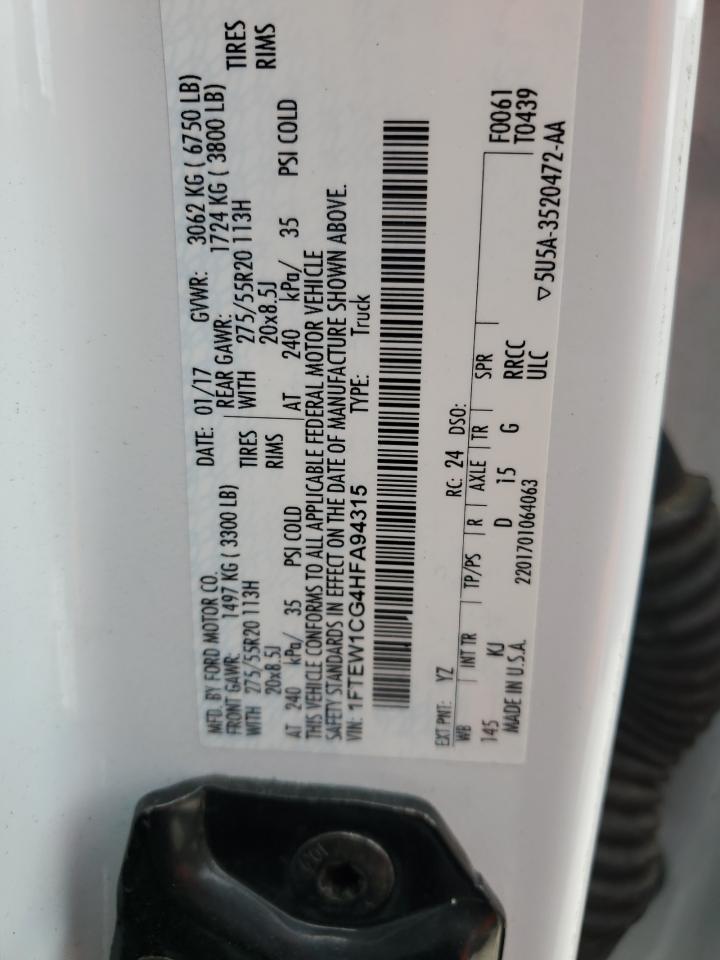 MFD. BY FORD MOTOR CO. DATE: 01/17 GVWR: 3062 KG ( 6750 LB)
FRONT GAWR: 1497 KG ( 3300 LB) REAR GAWR: 1724 KG ( 3800 LB)
WITH 275/55R20 113H TIRES WITH 275/55R20 113H TIRES
20x8.5J RIMS 20x8.5J RIMS
AT 240 kPa/ 35 PSI COLD AT 240 kPa/ 35 PSI COLD
THIS VEHICLE CONFORMS TO ALL APPLICABLE FEDERAL MOTOR VEHICLE
SAFETY STANDARDS IN EFFECT ON THE DATE OF MANUFACTURE SHOWN ABOVE.
VIN: 1FTEW1CG4HFA94315 TYPE: Truck
EXT PNT: YZ RC: 24 DSO: F0061
WB INT TR TP/PS R AXLE TR SPR T0439
145 KJ D 15 G RRCC
MADE IN U.S.A. 2201701064063 ULC
▽5U5A-3520472-AA